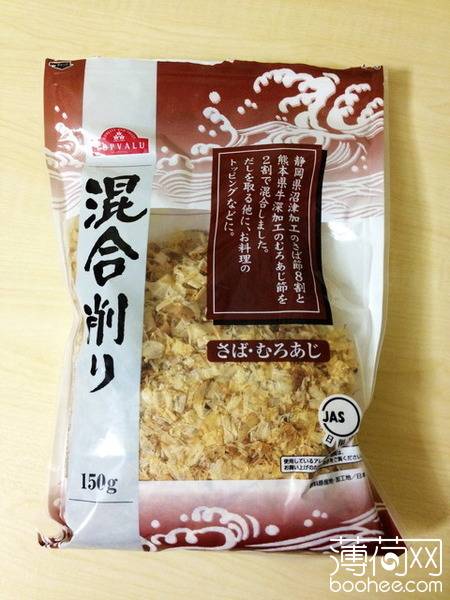 TOPVALU
混合削り
150g
静岡県沼津加工のさば節8割と
熊本県牛深加工のむろあじ節を
2割で混合しました。
だしを取る他に、お料理の
トッピングなどに。
さば・むろあじ
JAS
薄荷网
boohee.com